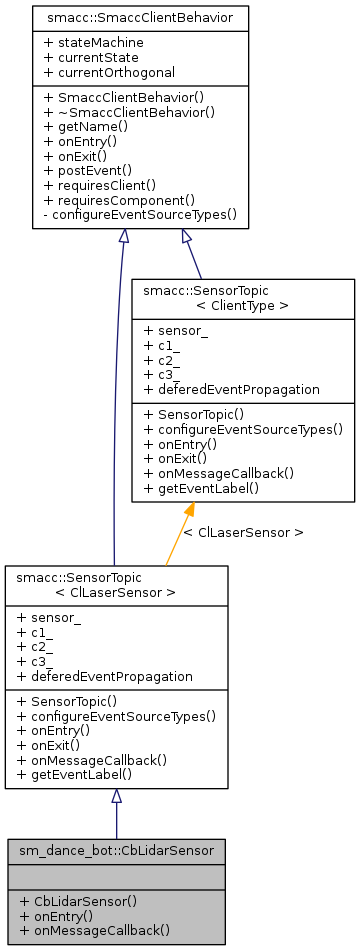 smacc::SmaccClientBehavior
+ stateMachine
+ currentState
+ currentOrthogonal
+ SmaccClientBehavior()
+ ~SmaccClientBehavior()
+ getName()
+ onEntry()
+ onExit()
+ postEvent()
+ requiresClient()
+ requiresComponent()
- configureEventSourceTypes()
smacc::SensorTopic
< ClientType >
+ sensor_
+ c1_
+ c2_
+ c3_
+ deferedEventPropagation
+ SensorTopic()
+ configureEventSourceTypes()
+ onEntry()
+ onExit()
+ onMessageCallback()
+ getEventLabel()
< ClLaserSensor >
smacc::SensorTopic
< ClLaserSensor >
+ sensor_
+ c1_
+ c2_
+ c3_
+ deferedEventPropagation
+ SensorTopic()
+ configureEventSourceTypes()
+ onEntry()
+ onExit()
+ onMessageCallback()
+ getEventLabel()
sm_dance_bot::CbLidarSensor
+ CbLidarSensor()
+ onEntry()
+ onMessageCallback()